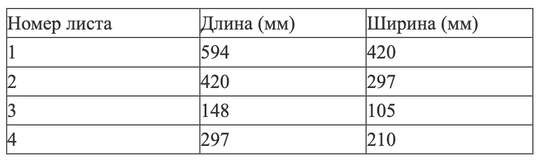 Номер листа Длина (мм) Ширина (мм)
1 594 420
2 420 297
3 148 105
4 297 210